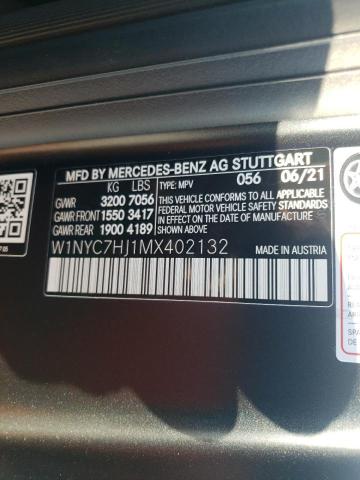 MFD BY MERCEDES-BENZ AG STUTTGART
KG LBS TYPE: MPV 056 06/21
GVWR 3200 7056
GAWR FRONT 1550 3417
GAWR REAR 1900 4189
THIS VEHICLE CONFORMS TO ALL APPLICABLE
FEDERAL MOTOR VEHICLE SAFETY STANDARDS
IN EFFECT ON THE DATE OF MANUFACTURE
SHOWN ABOVE
W1NYC7HJ1MX402132 MADE IN AUSTRIA